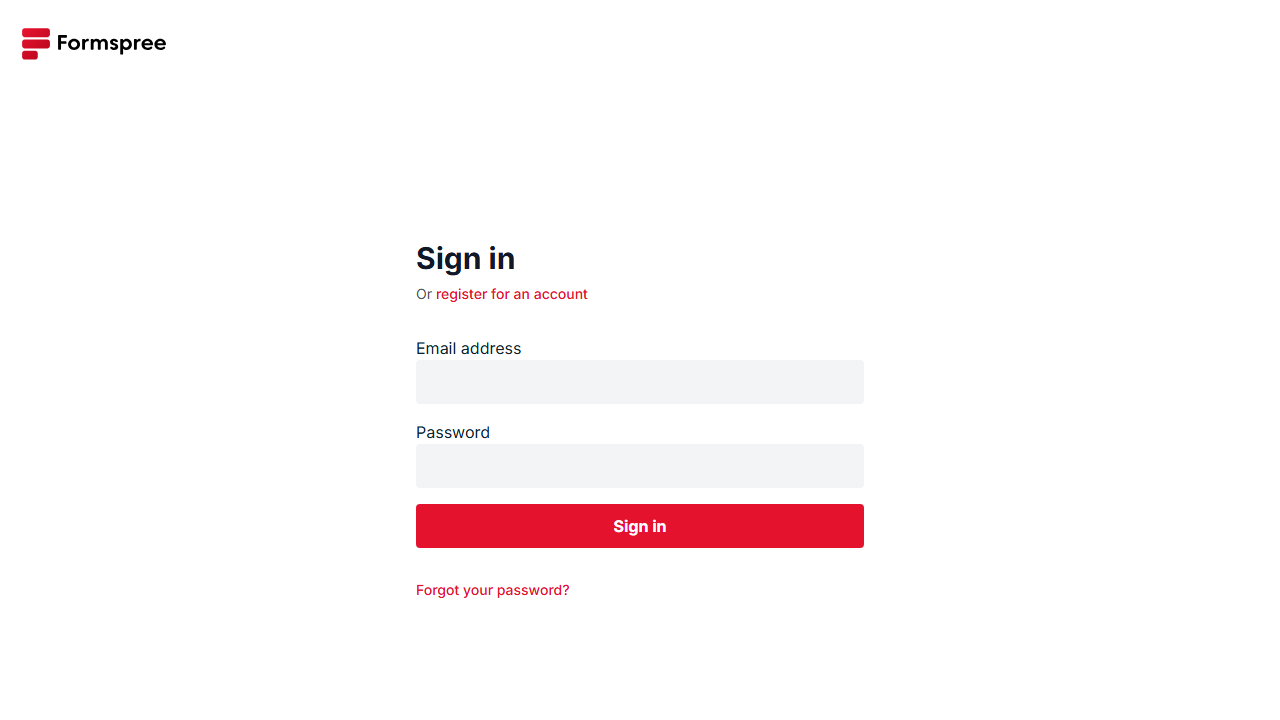 Formspree
Sign in
Or register for an account
Email address
Password
Sign in
Forgot your password?